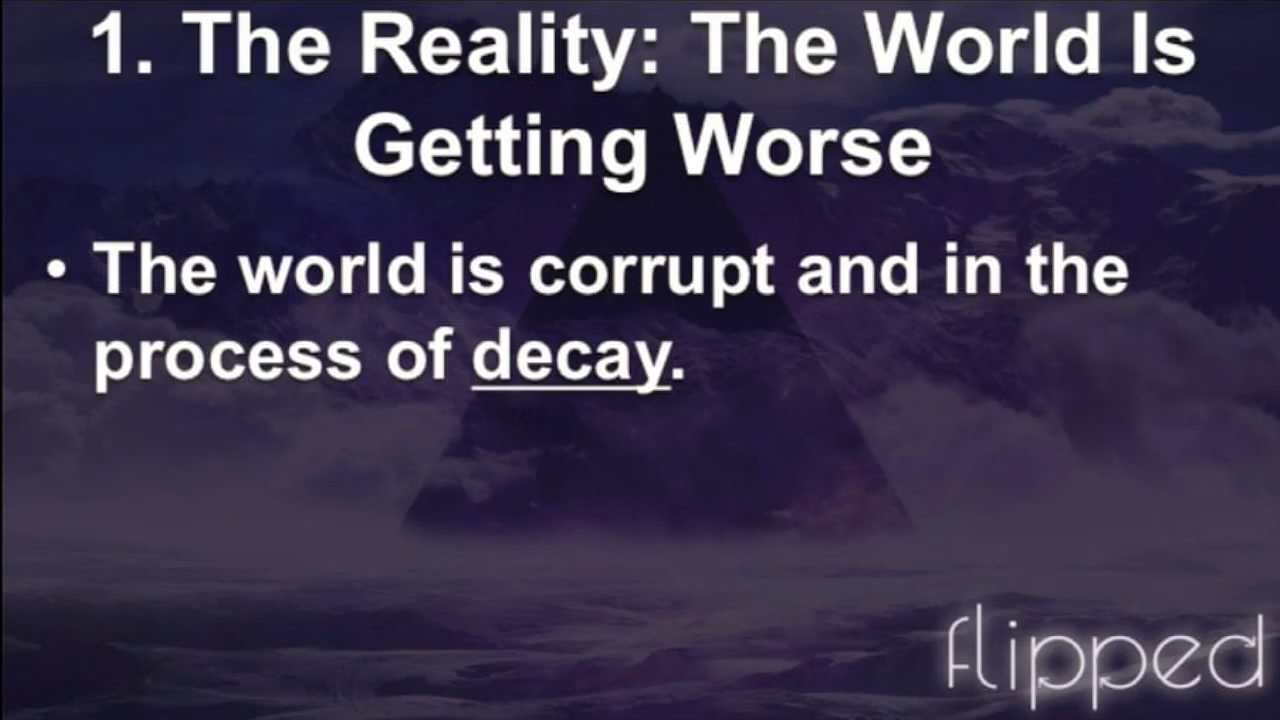 1. The Reality: The World Is
Getting Worse
• The world is corrupt and in the
process of decay.
flipped